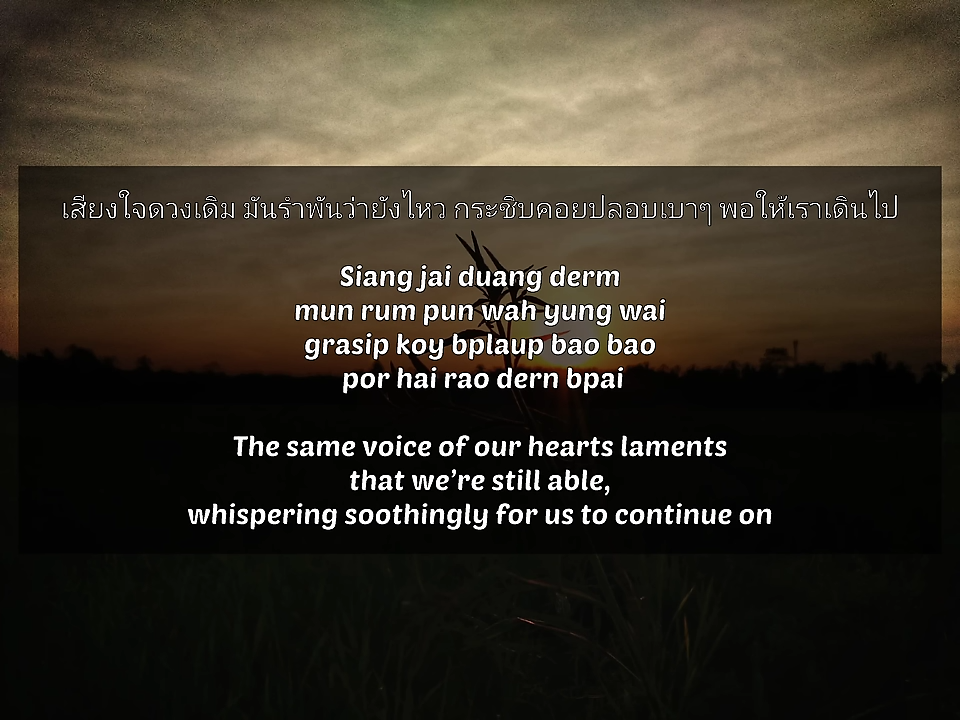 เสียงใจดวงเดิม มันรำพันว่ายังไหว กระซิบคอยปลอบเบาๆ พอให้เราเดินไป
Siang jai duang derm
mun rum pun wah yung wai
grasip koy bplaup bao bao
por hai rao dern bpai
The same voice of our hearts laments
that we’re still able,
whispering soothingly for us to continue on